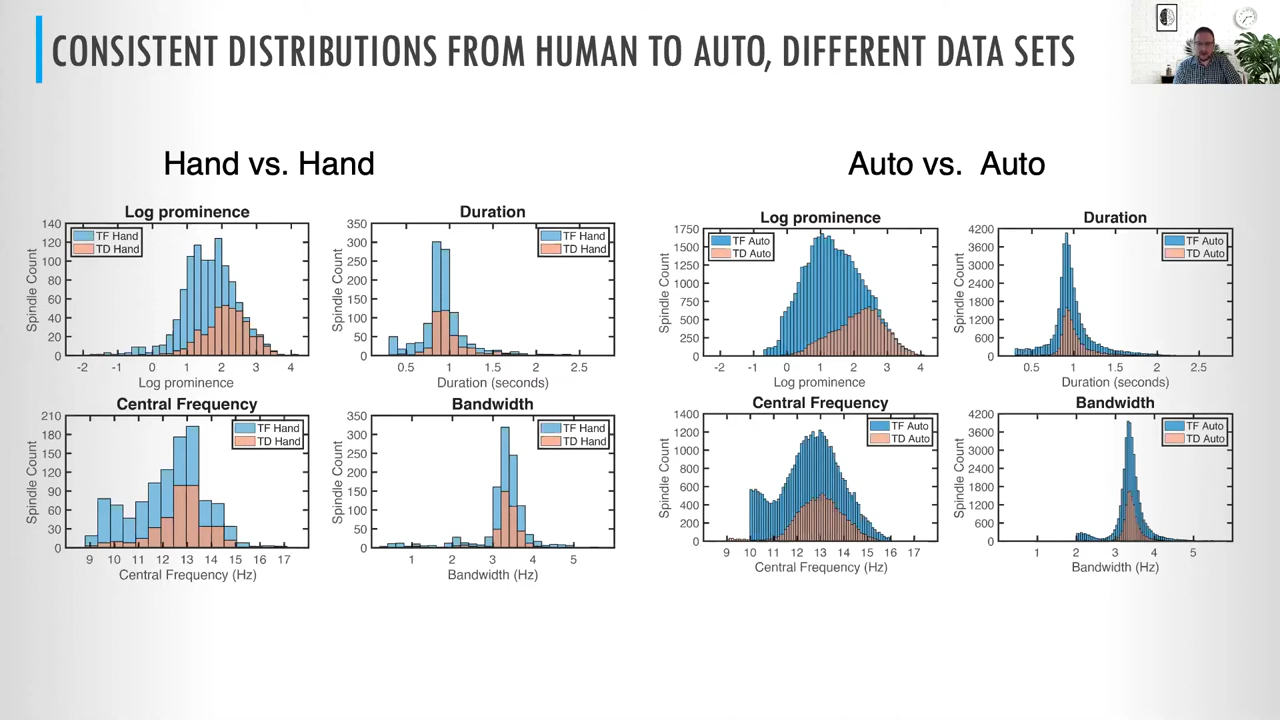 CONSISTENT DISTRIBUTIONS FROM HUMAN TO AUTO, DIFFERENT DATA SETS
Hand vs. Hand
Log prominence
140
120
100
80
60
40
20
0
Spindle Count
TF Hand
TD Hand
-2 -1 0 1 2 3 4
Log prominence
Duration
350
300
250
200
150
100
50
0
Spindle Count
TF Hand
TD Hand
0.5 1 1.5 2 2.5
Duration (seconds)
Central Frequency
210
180
150
120
90
60
30
0
Spindle Count
TF Hand
TD Hand
9 10 11 12 13 14 15 16 17
Central Frequency (Hz)
Bandwidth
350
300
250
200
150
100
50
0
Spindle Count
TF Hand
TD Hand
1 2 3 4 5
Bandwidth (Hz)
Auto vs. Auto
Log prominence
1750
1500
1250
1000
750
500
250
0
Spindle Count
TF Auto
TD Auto
-2 -1 0 1 2 3 4
Log prominence
Duration
4200
3600
3000
2400
1800
1200
600
0
Spindle Count
TF Auto
TD Auto
0.5 1 1.5 2 2.5
Duration (seconds)
Central Frequency
1400
1200
1000
800
600
400
200
0
Spindle Count
TF Auto
TD Auto
9 10 11 12 13 14 15 16 17
Central Frequency (Hz)
Bandwidth
4200
3600
3000
2400
1800
1200
600
0
Spindle Count
TF Auto
TD Auto
1 2 3 4 5
Bandwidth (Hz)